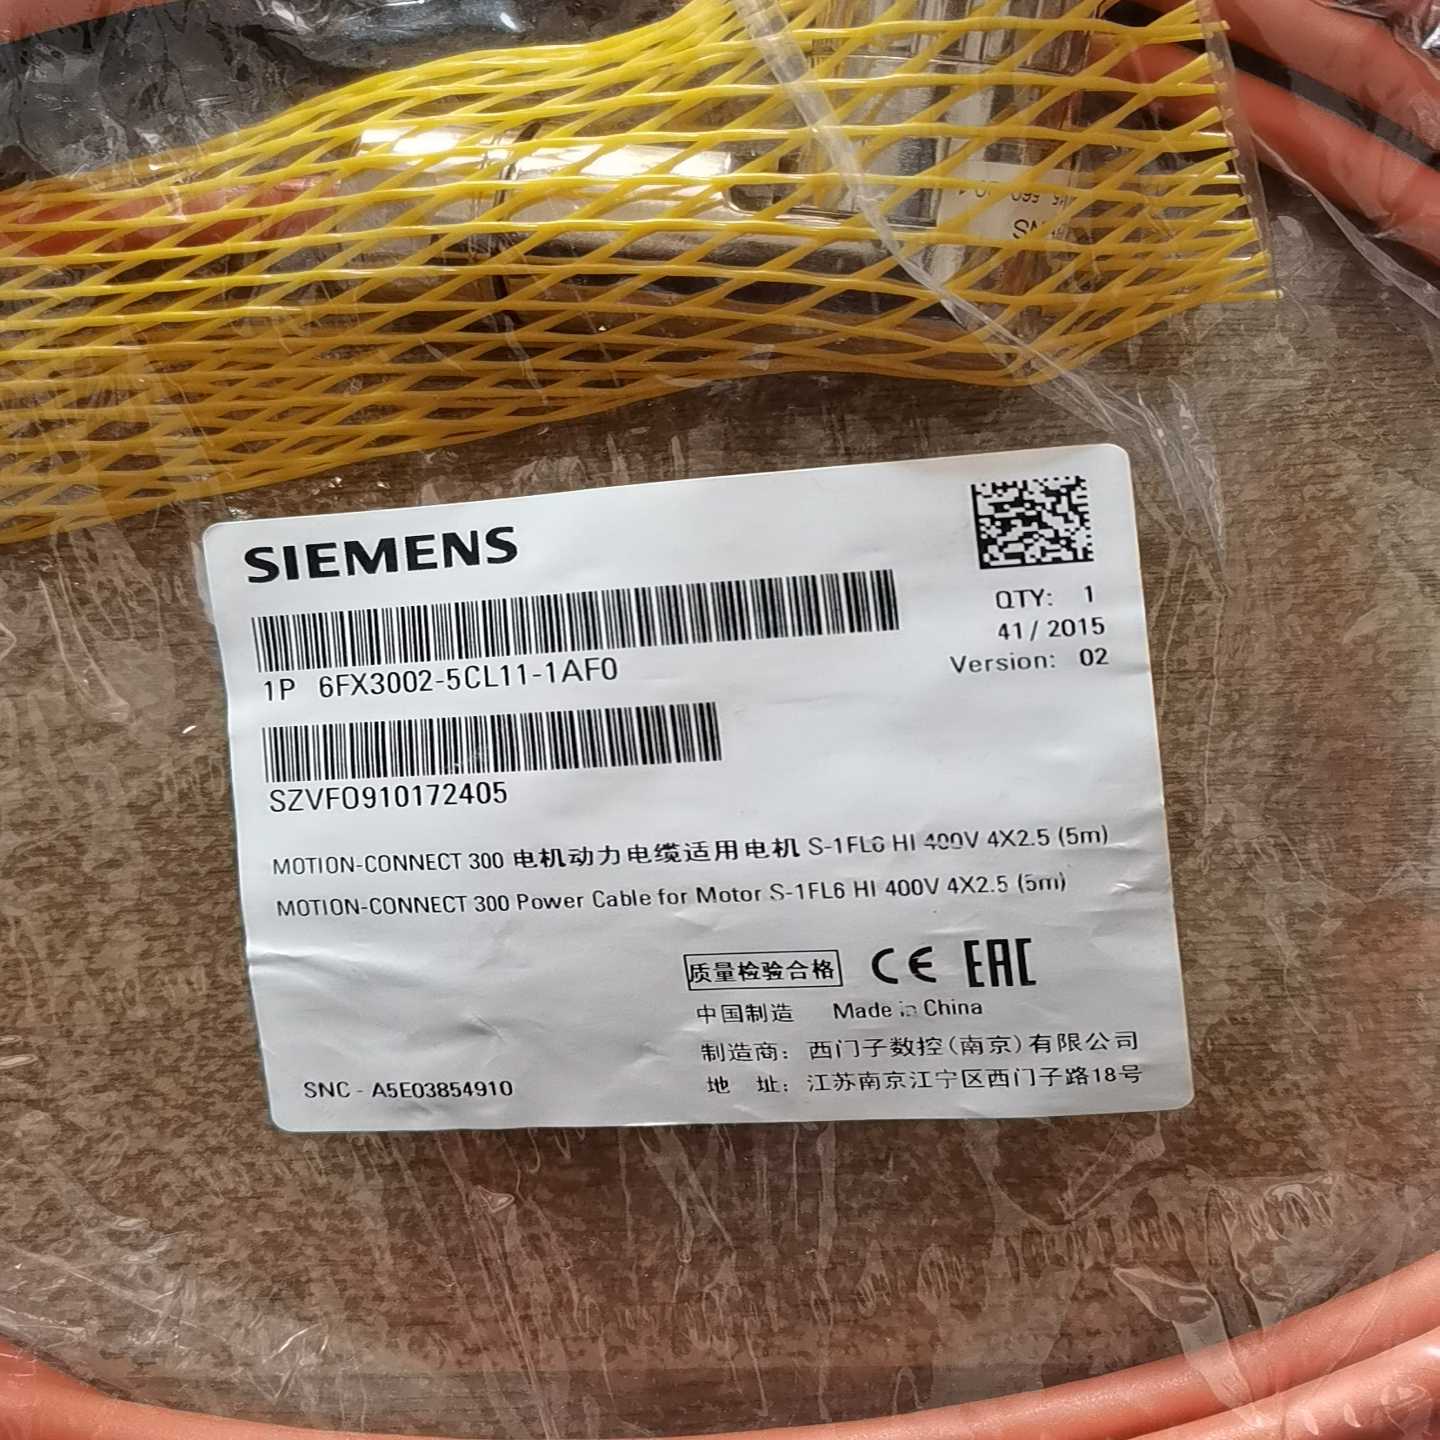 SIEMENS
QTY: 1
41 / 2015
Version: 02
1P 6FX3002-5CL11-1AF0
SZVF0910172405
MOTION-CONNECT 300 电机动力电缆适用电机 S-1FL6 HI 400V 4X2.5 (5m)
MOTION-CONNECT 300 Power Cable for Motor S-1FL6 HI 400V 4X2.5 (5m)
质量检验合格 CE EAC
中国制造 Made in China
制造商: 西门子数控(南京)有限公司
地 址: 江苏南京江宁区西门子路18号
SNC - A5E03854910